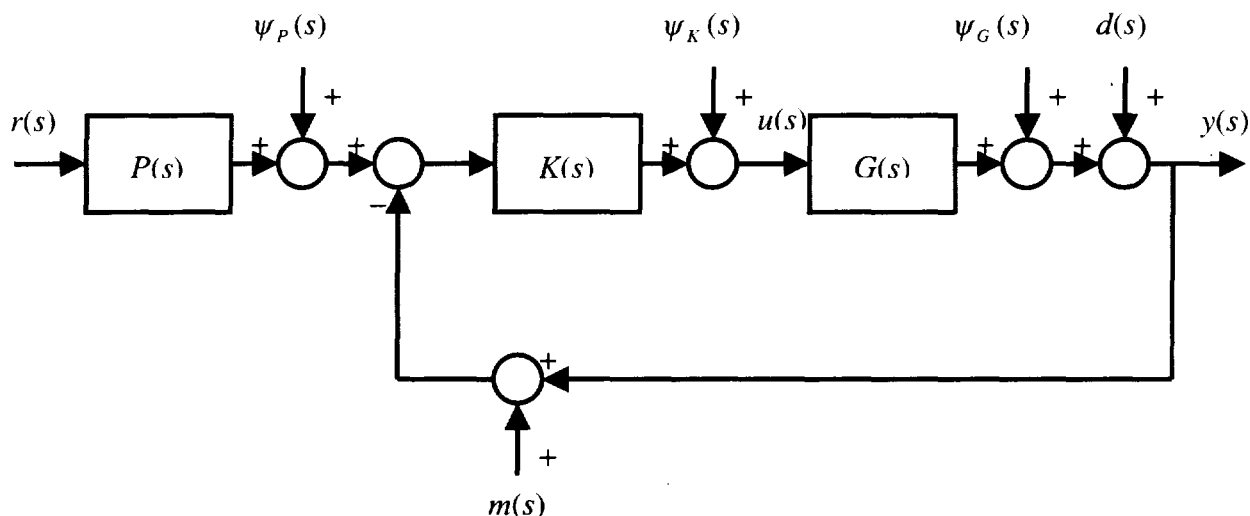 ψ_P(s) ψ_K(s) ψ_G(s) d(s)
+ + + +
r(s) u(s) y(s)
+ + + + +
P(s) K(s) G(s)
−
+
+
m(s)